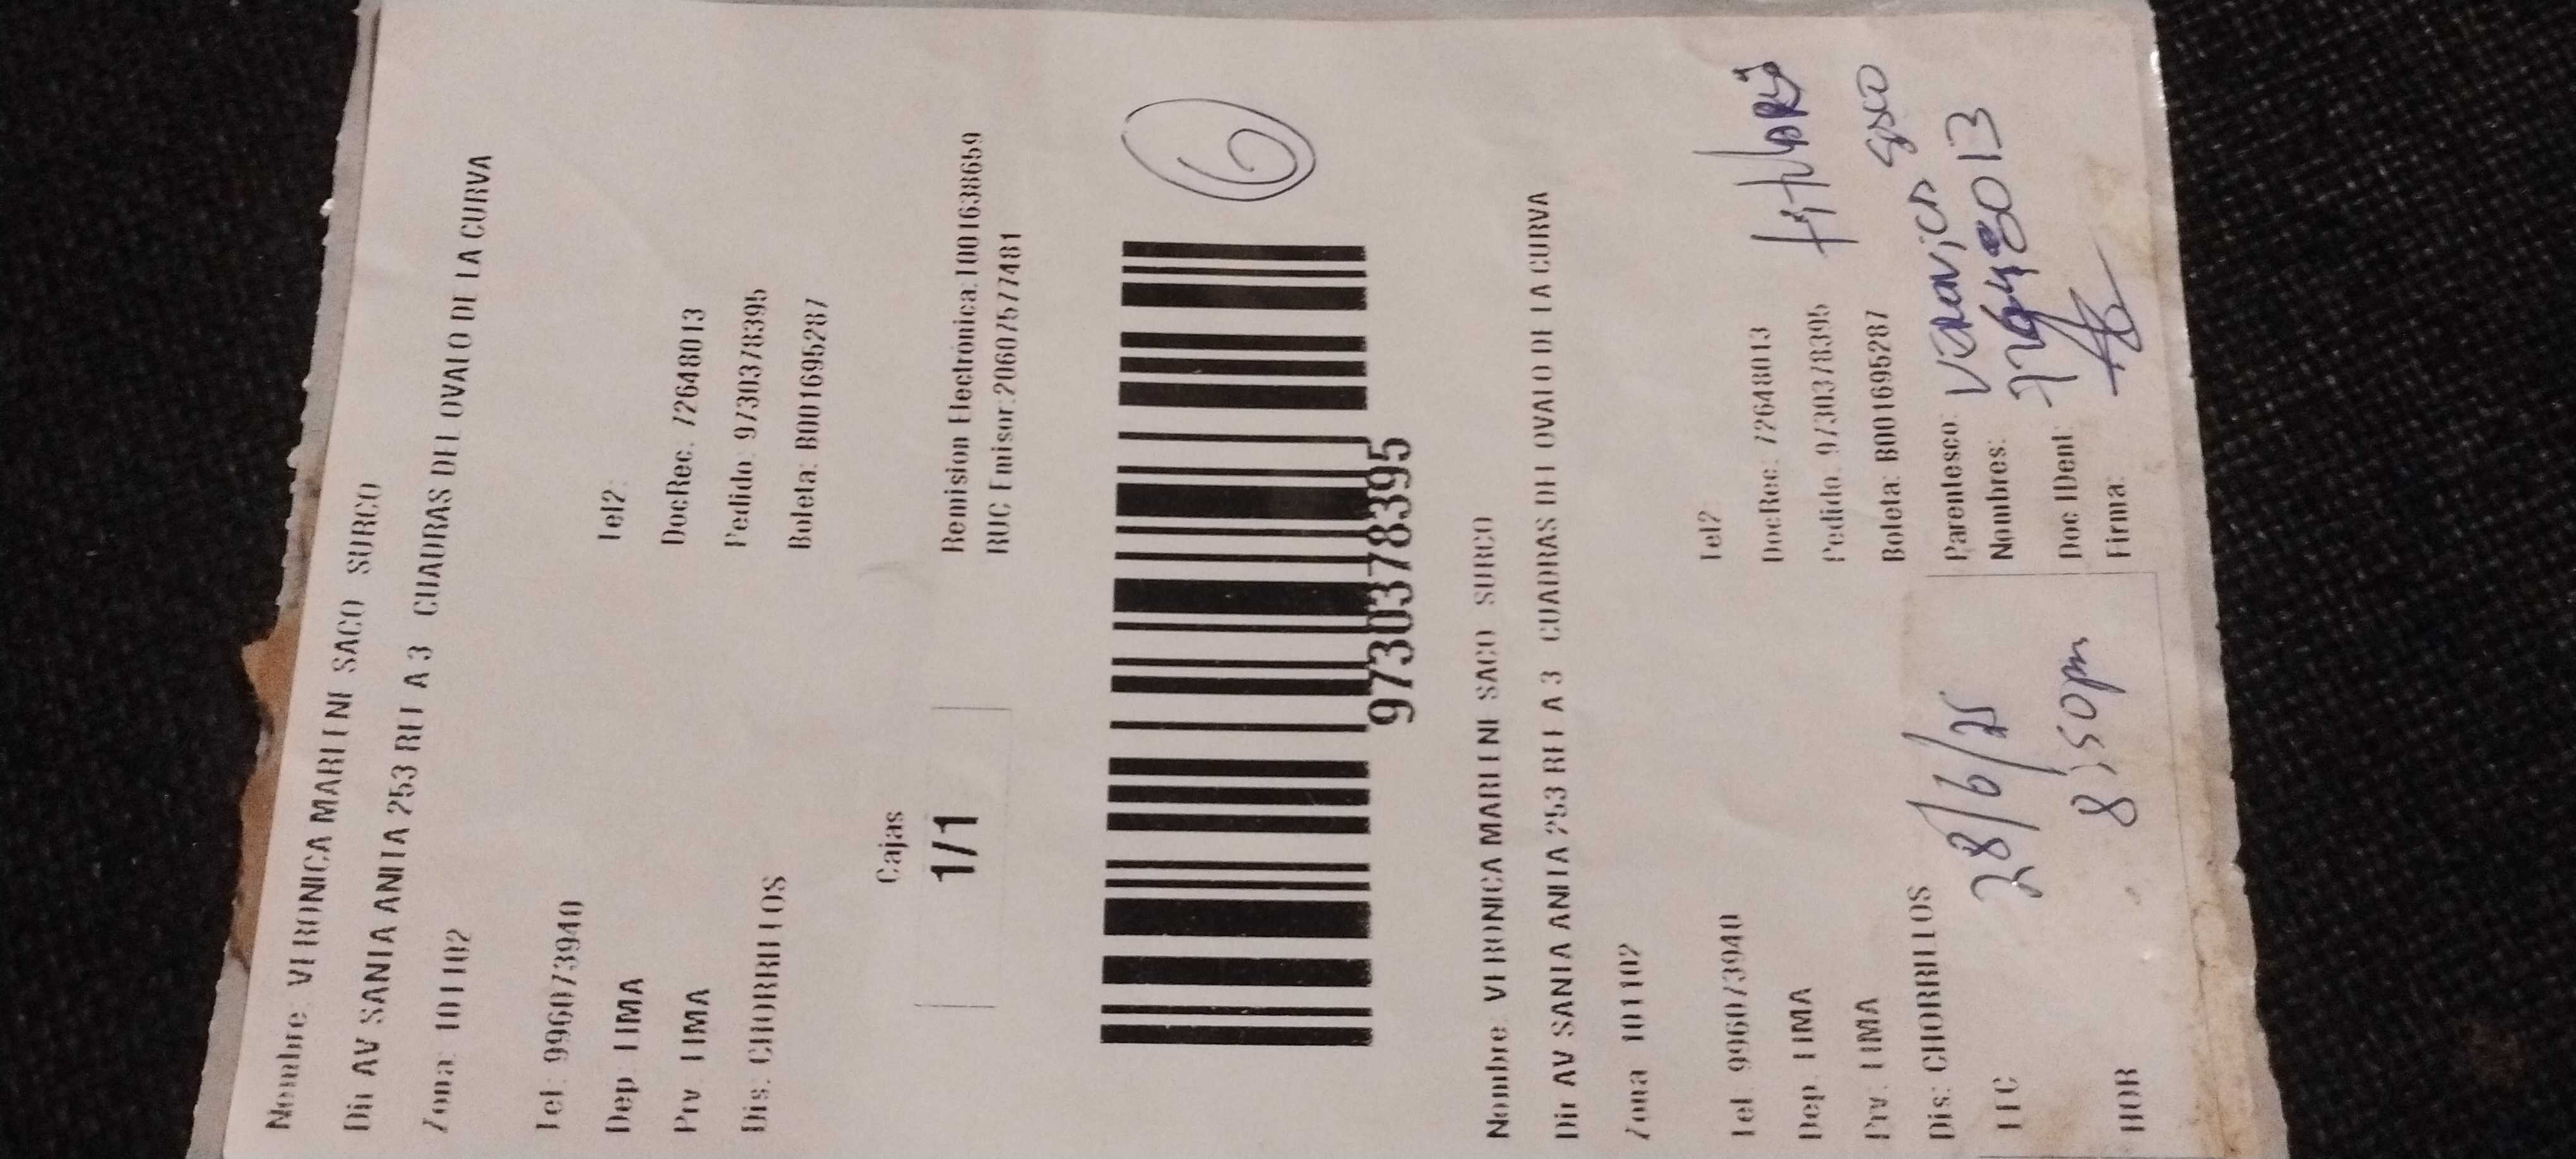 Nombre: VERONICA MARLENE SACO SURCO
Dir AV SANTA ANITA 253 REF A 3 CUADRAS DEL OVALO DE LA CURVA
Zona: 101102
Tel: 996073940 Tel2:
Dep: LIMA DocRec: 72648013
Prv: LIMA Pedido: 9730378395
Dis: CHORRILLOS Boleta: B001695287
Cajas
1/1
Remision Electrónica: T001638659
RUC Emisor: 20607577481
6
9730378395
Nombre: VERONICA MARLENE SACO SURCO
Dir AV SANTA ANITA 253 REF A 3 CUADRAS DEL OVALO DE LA CURVA
Zona 101102
Tel 996073940 Tel2
Dep. LIMA DocRec: 72648013
Prv: LIMA Pedido: 9730378395
Dis: CHORRILLOS Boleta: B001695287
FEC 28/6/25 Parentesco:
Nombres: Veronica Saco
Doc IDent: 72648013
HOR 8:50pm Firma: